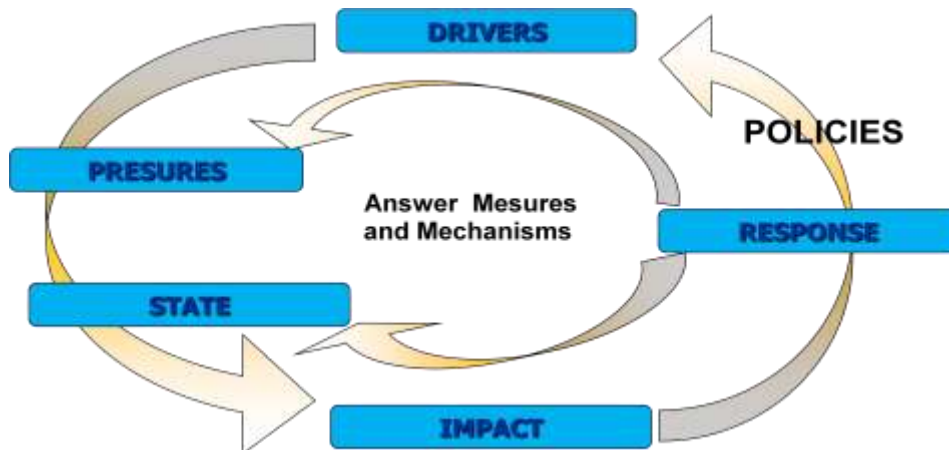 DRIVERS
POLICIES
PRESURES
Answer Mesures
and Mechanisms
RESPONSE
STATE
IMPACT